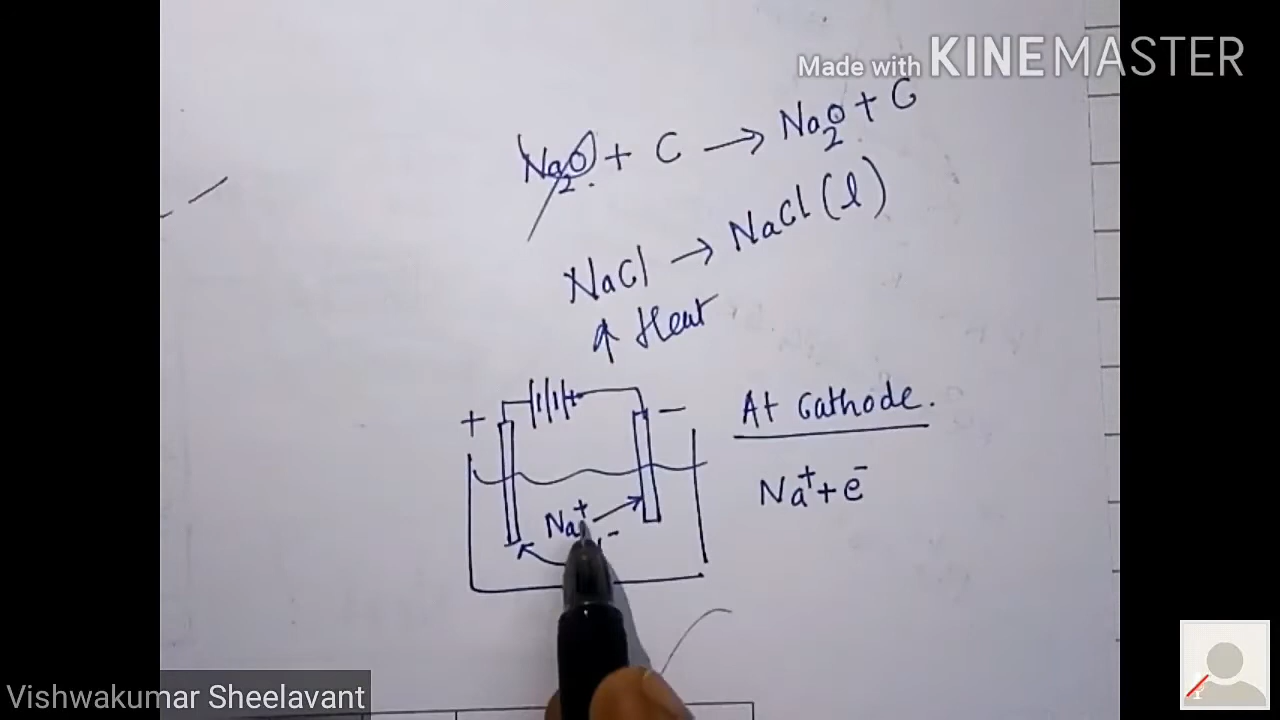 Made with KINEMASTER
Na₂O + C → Na₂O + C
NaCl → NaCl (l)
↑ Heat
+ −
At Cathode.
Na⁺ + e⁻
Na⁺
Vishwakumar Sheelavant